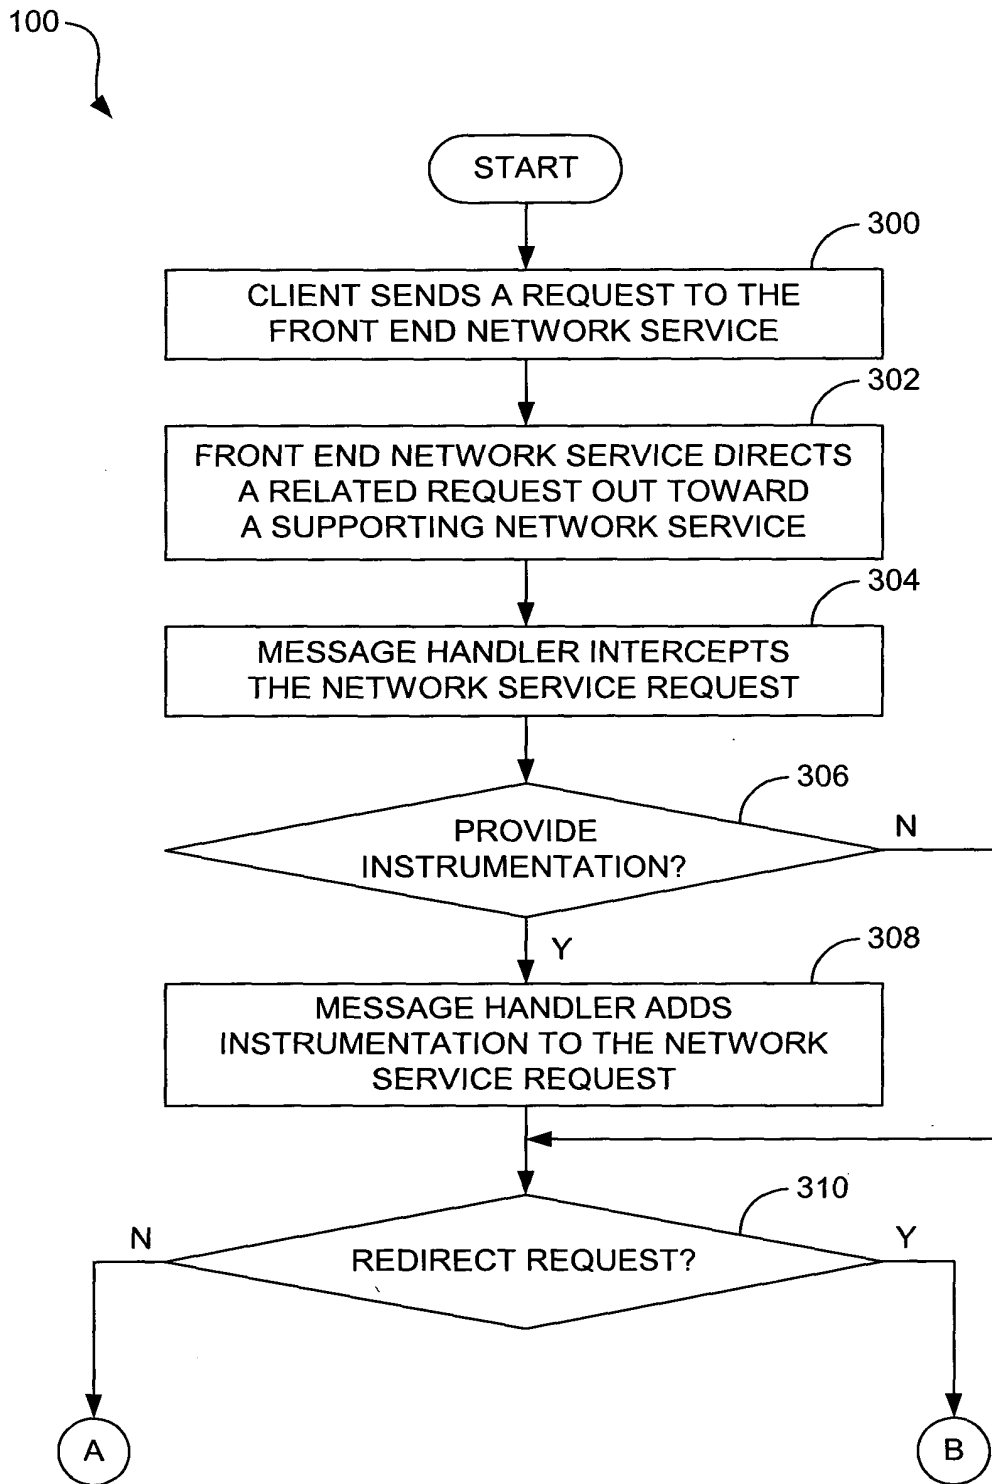 100
START
300
CLIENT SENDS A REQUEST TO THE
FRONT END NETWORK SERVICE
302
FRONT END NETWORK SERVICE DIRECTS
A RELATED REQUEST OUT TOWARD
A SUPPORTING NETWORK SERVICE
304
MESSAGE HANDLER INTERCEPTS
THE NETWORK SERVICE REQUEST
306
PROVIDE
INSTRUMENTATION?
N
Y
308
MESSAGE HANDLER ADDS
INSTRUMENTATION TO THE NETWORK
SERVICE REQUEST
310
N
REDIRECT REQUEST?
Y
A
B